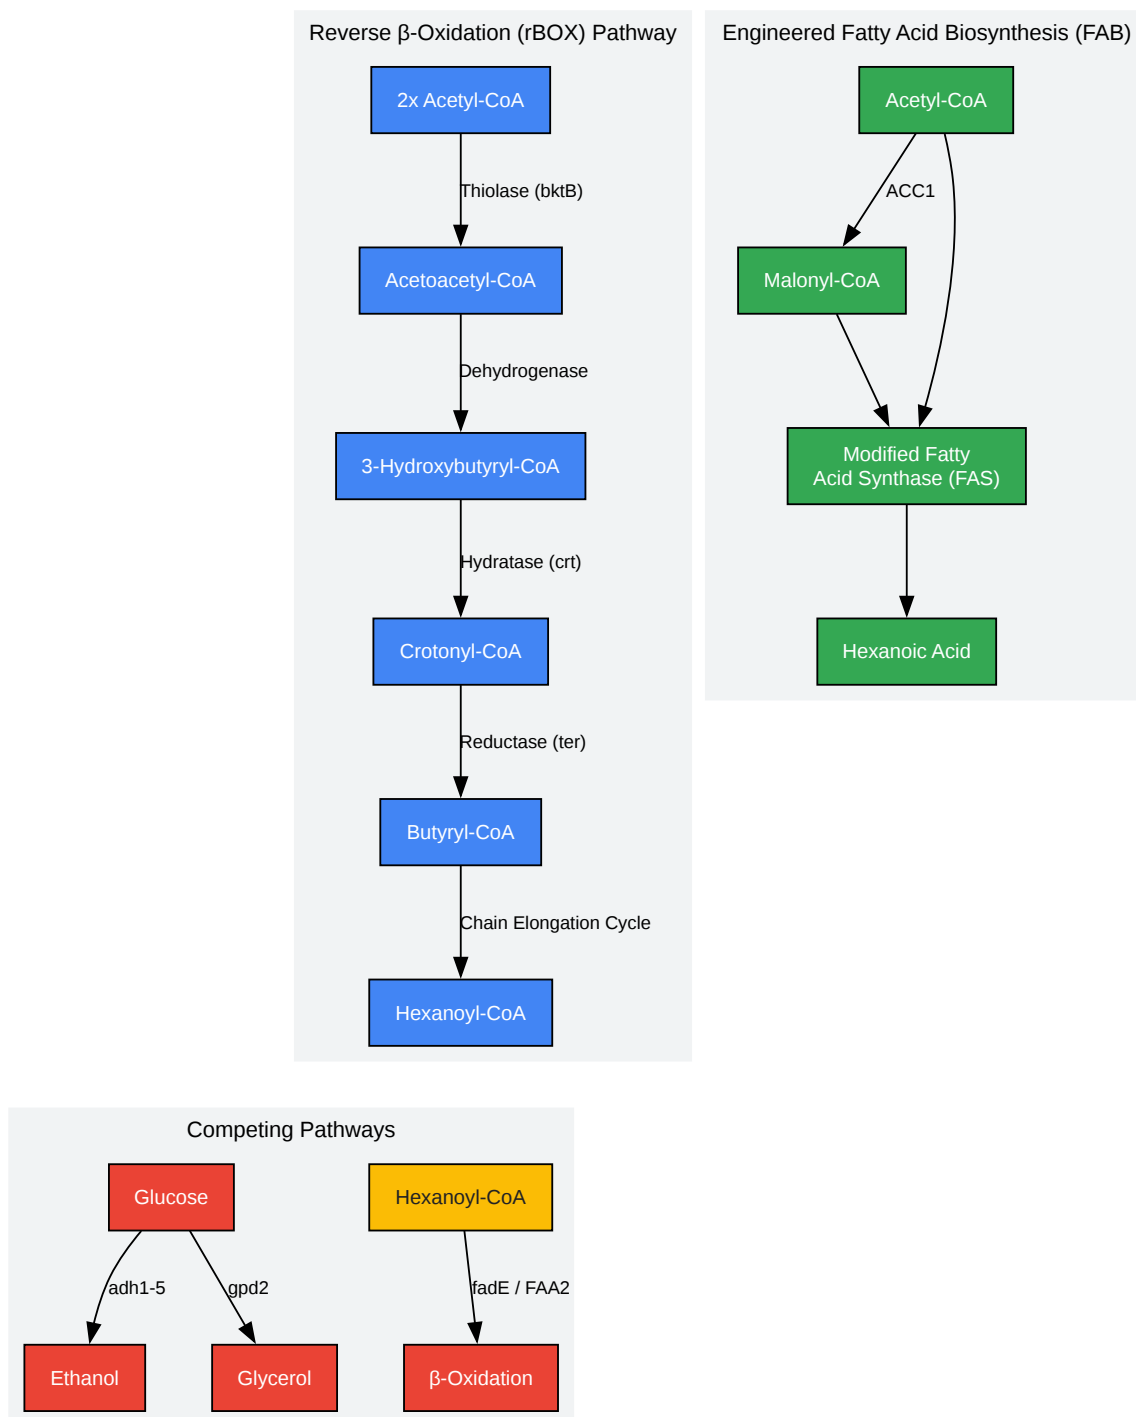 Reverse β-Oxidation (rBOX) Pathway
2x Acetyl-CoA
Thiolase (bktB)
Acetoacetyl-CoA
Dehydrogenase
3-Hydroxybutyryl-CoA
Hydratase (crt)
Crotonyl-CoA
Reductase (ter)
Butyryl-CoA
Chain Elongation Cycle
Hexanoyl-CoA
Engineered Fatty Acid Biosynthesis (FAB)
Acetyl-CoA
ACC1
Malonyl-CoA
Modified Fatty
Acid Synthase (FAS)
Hexanoic Acid
Competing Pathways
Glucose
Hexanoyl-CoA
adh1-5
gpd2
fadE / FAA2
Ethanol
Glycerol
β-Oxidation